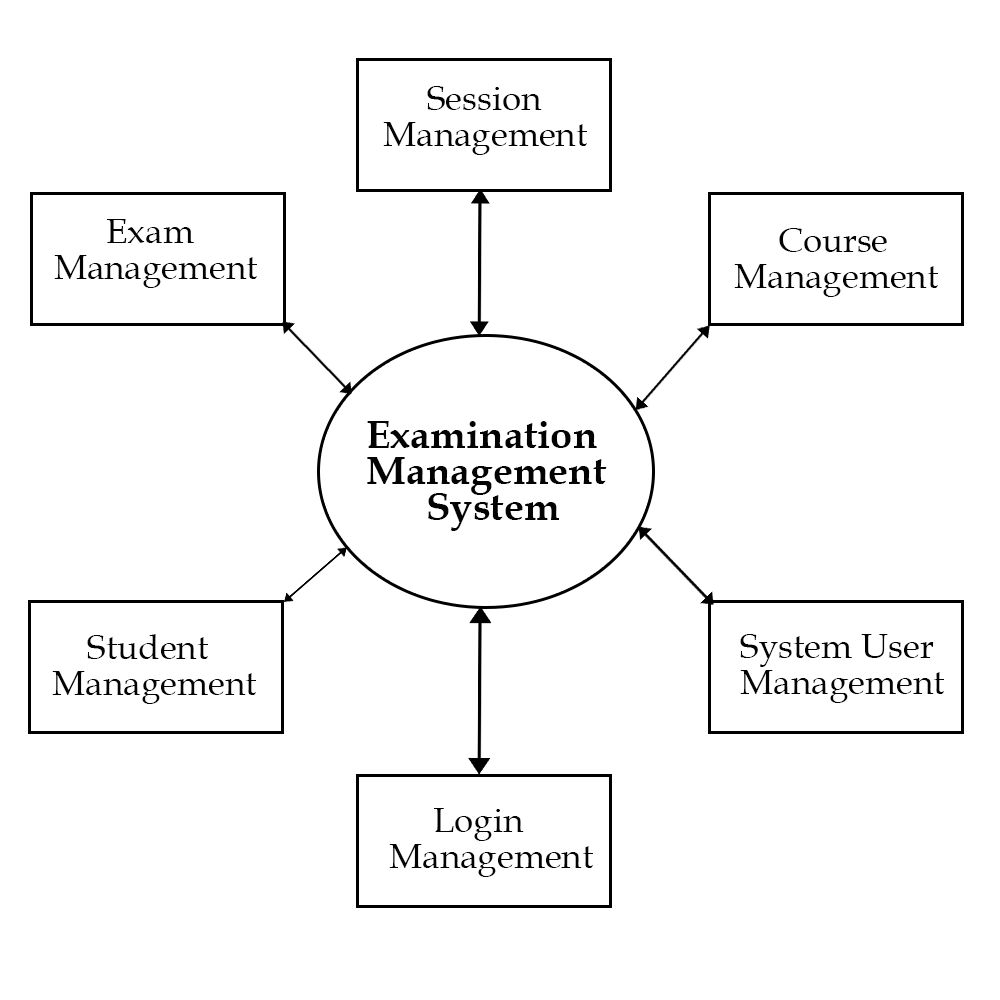 Session
Management
Exam
Management
Course
Management
Examination
Management
System
Student
Management
System User
Management
Login
Management